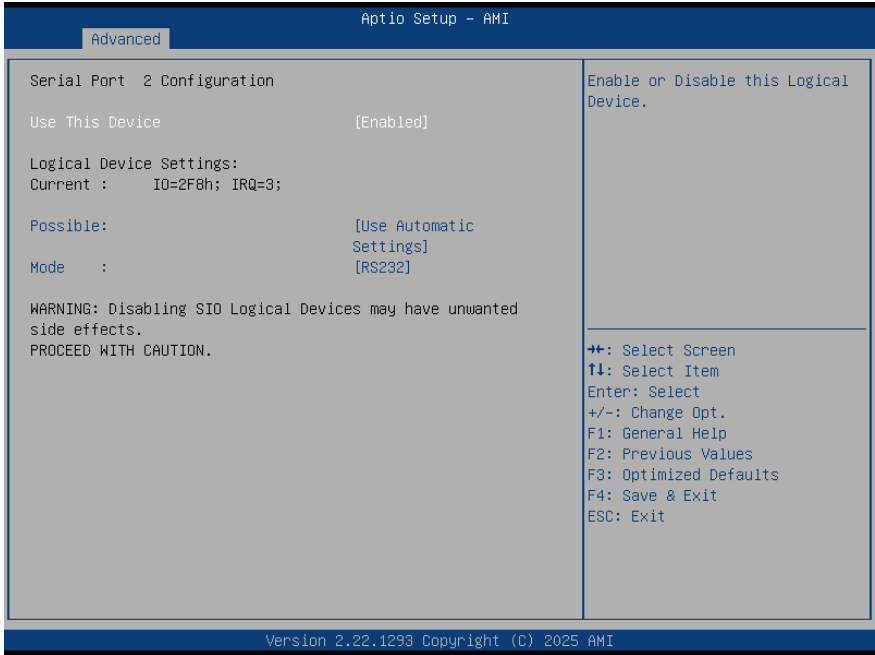 Aptio Setup – AMI
Advanced
Serial Port  2 Configuration
Use This Device [Enabled]
Logical Device Settings:
Current : IO=2F8h; IRQ=3;
Possible: [Use Automatic
Settings]
Mode : [RS232]
WARNING: Disabling SIO Logical Devices may have unwanted
side effects.
PROCEED WITH CAUTION.
Enable or Disable this Logical
Device.
→←: Select Screen
↑↓: Select Item
Enter: Select
+/-: Change Opt.
F1: General Help
F2: Previous Values
F3: Optimized Defaults
F4: Save & Exit
ESC: Exit
Version 2.22.1293 Copyright (C) 2025 AMI